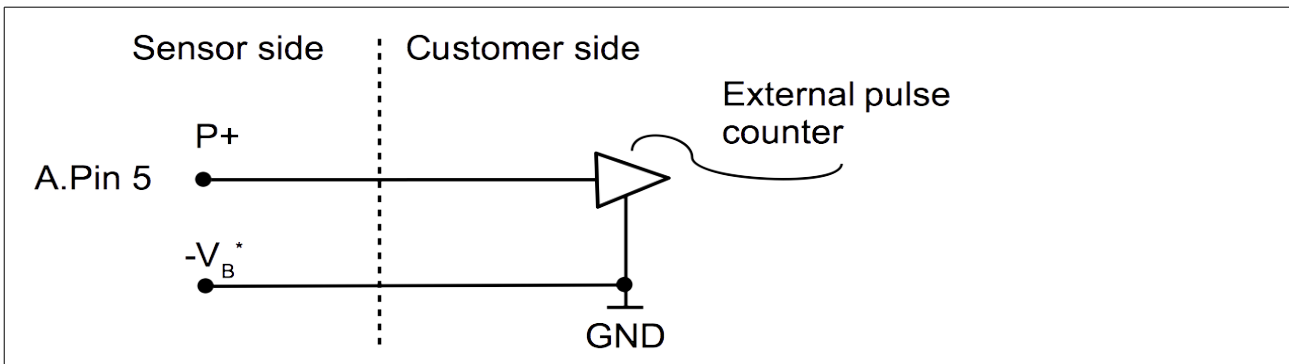 Sensor side
Customer side
External pulse
counter
P+
A.Pin 5
-VB*
GND